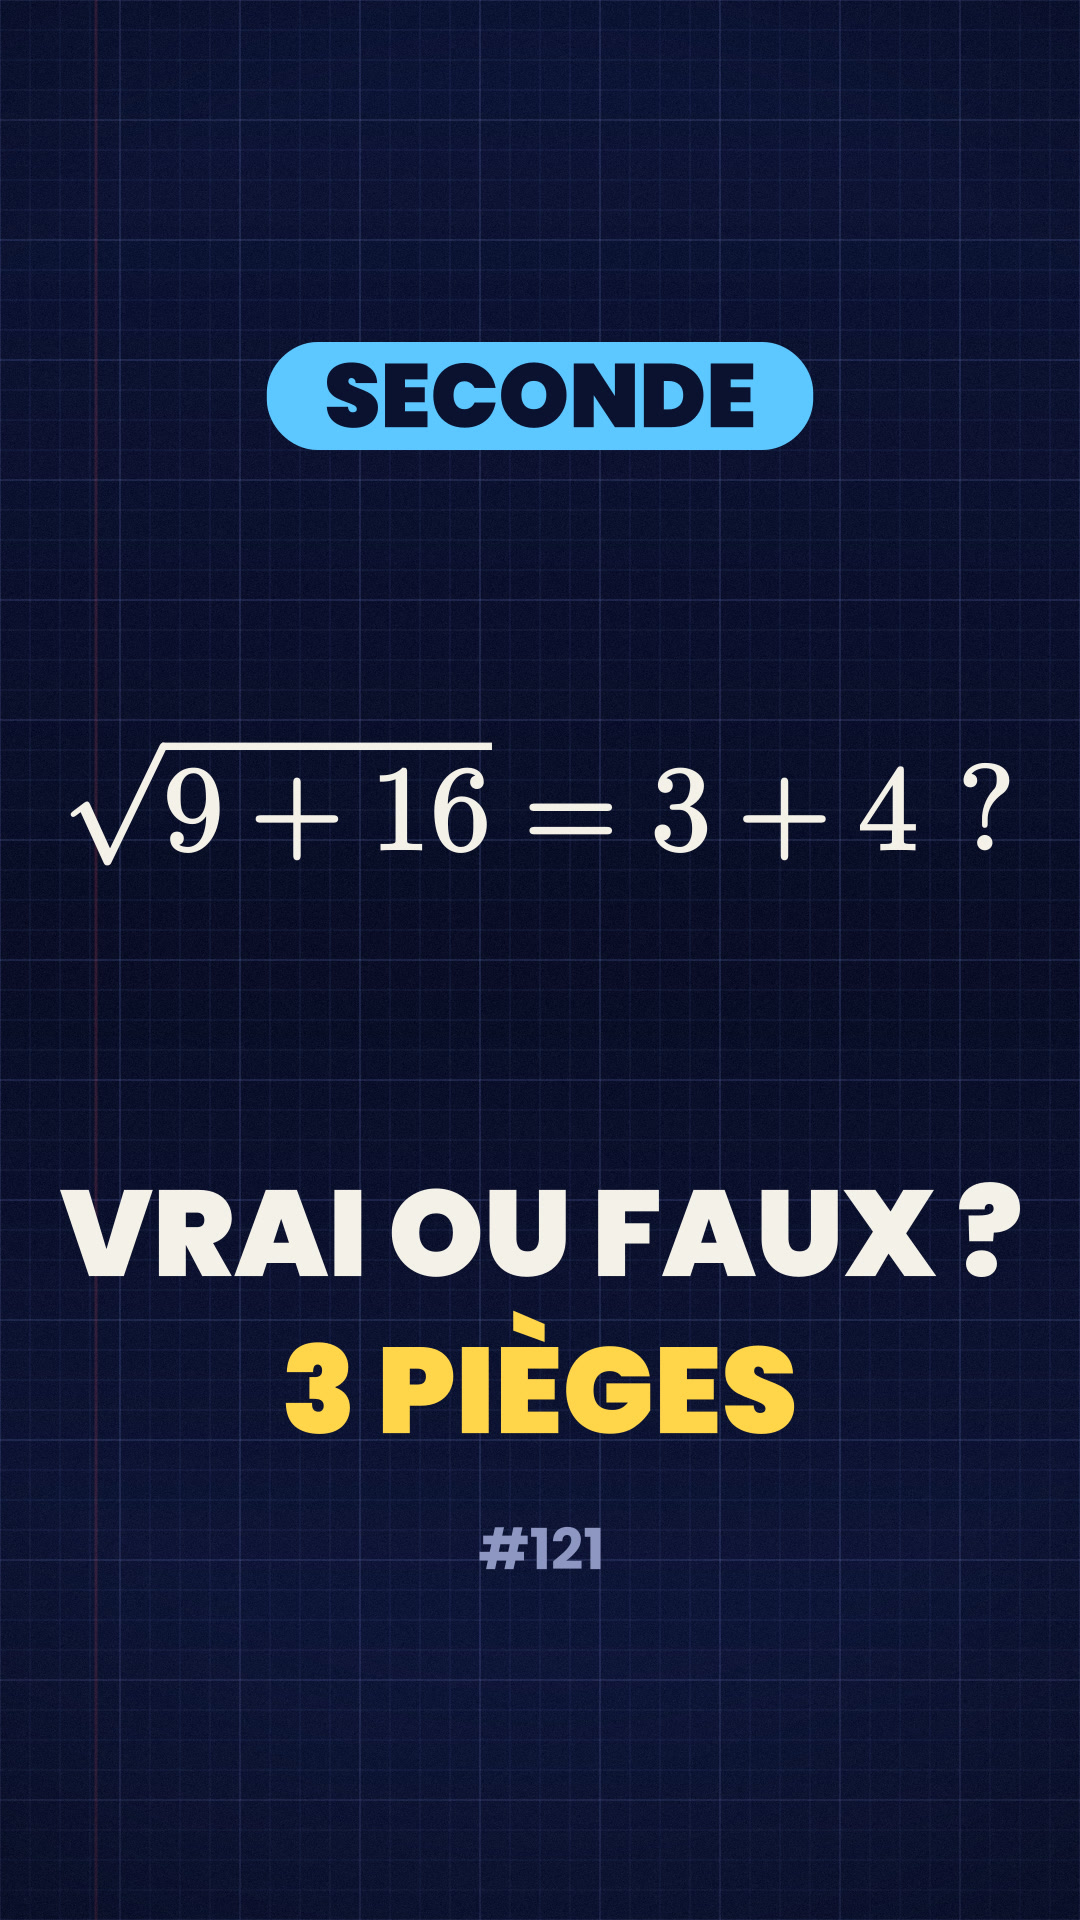 SECONDE
√9 + 16 = 3 + 4 ?
VRAI OU FAUX ?
3 PIÈGES
#121